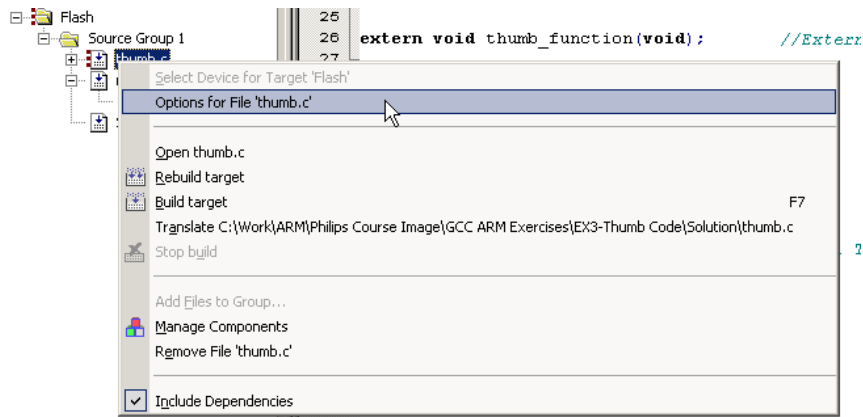 Flash
Source Group 1
thumb.c
25
26 extern void thumb_function(void); //Extern
27
Select Device for Target 'Flash'
Options for File 'thumb.c'
Open thumb.c
Rebuild target
Build target F7
Translate C:\Work\ARM\Philips Course Image\GCC ARM Exercises\EX3-Thumb Code\Solution\thumb.c
Stop build
Add Files to Group...
Manage Components
Remove File 'thumb.c'
Include Dependencies